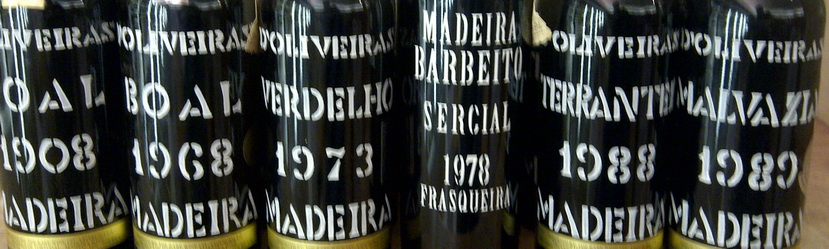 D'OLIVEIRAS
BOAL
1908
MADEIRA
D'OLIVEIRAS
BOAL
1968
MADEIRA
D'OLIVEIRAS
VERDELHO
1973
MADEIRA
MADEIRA
BARBEITO
SERCIAL
1978
FRASQUEIRA
D'OLIVEIRAS
TERRANTEZ
1988
MADEIRA
D'OLIVEIRAS
MALVAZIA
1989
MADEIRA